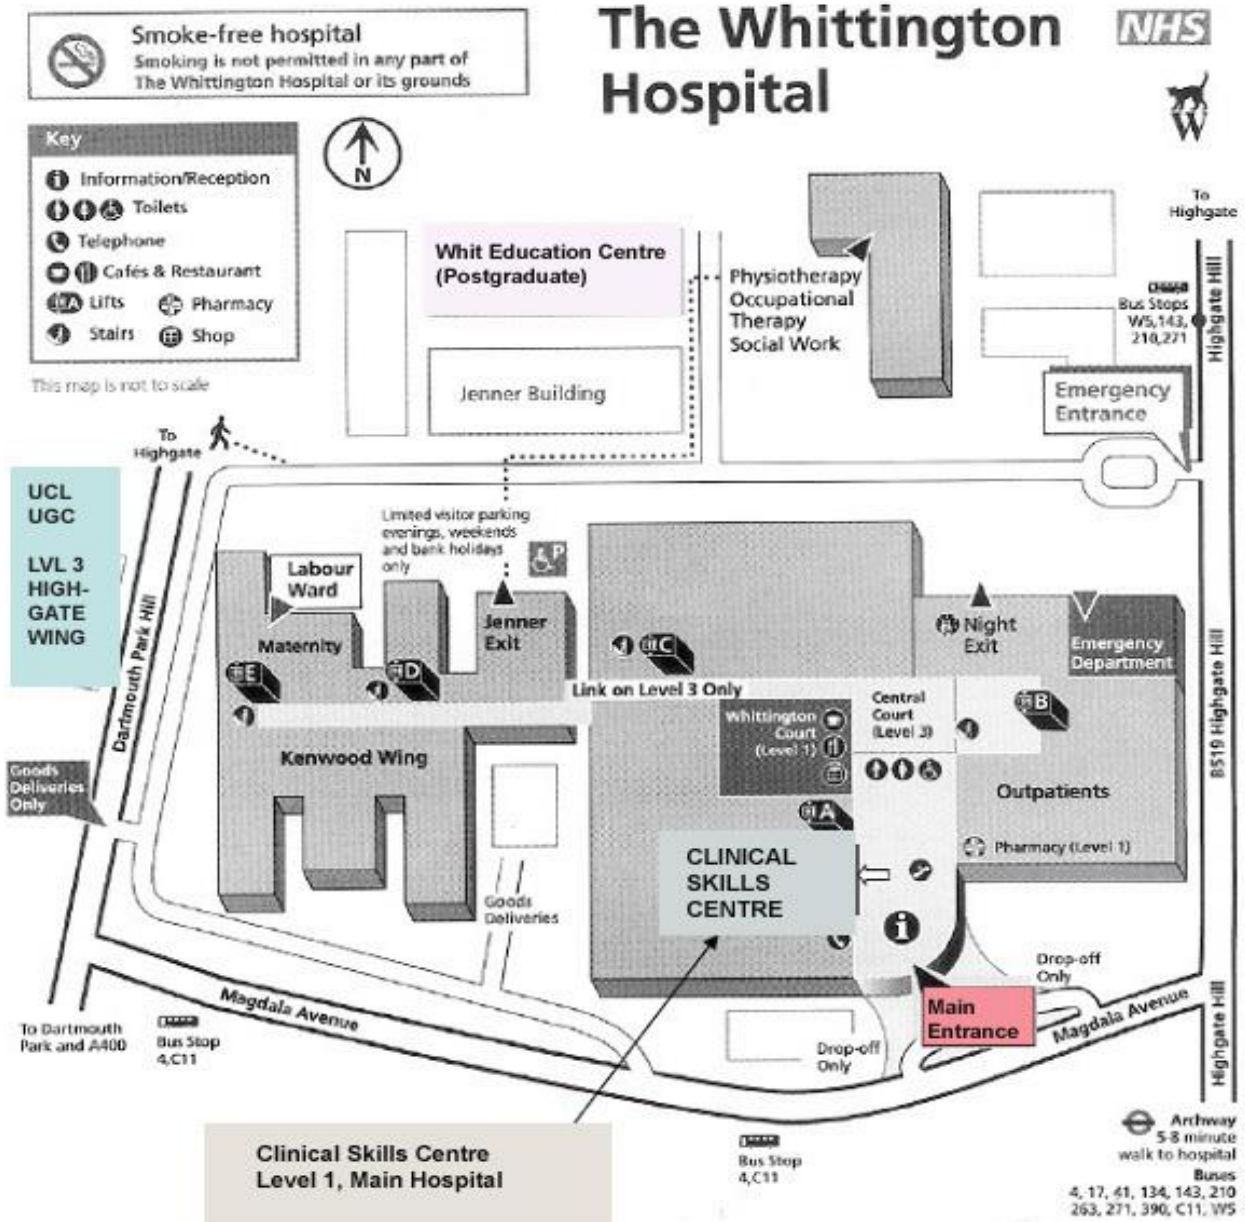 Smoke-free hospital
Smoking is not permitted in any part of
The Whittington Hospital or its grounds
The Whittington
Hospital
NHS
W
Key
i Information/Reception
Toilets
Telephone
Cafés & Restaurant
A Lifts
Pharmacy
Stairs
Shop
This map is not to scale
N
Whit Education Centre
(Postgraduate)
Jenner Building
Physiotherapy
Occupational
Therapy
Social Work
To
Highgate
Bus Stops
W5,143,
210,271
Highgate Hill
Emergency
Entrance
To
Highgate
UCL
UGC
LVL 3
HIGH-
GATE
WING
Dartmouth Park Hill
Limited visitor parking
evenings, weekends
and bank holidays
only
P
Labour
Ward
Maternity
Jenner
Exit
E
D
C
Night
Exit
Emergency
Department
Link on Level 3 Only
Central
Court
(Level 3)
B
Whittington
Court
(Level 1)
Kenwood Wing
B519 Highgate Hill
Goods
Deliveries
Only
A
Outpatients
Pharmacy (Level 1)
CLINICAL
SKILLS
CENTRE
i
Goods
Deliveries
Drop-off
Only
Main
Entrance
Magdala Avenue
Magdala Avenue
Highgate Hill
To Dartmouth
Park and A400
Bus Stop
4,C11
Drop-off
Only
Clinical Skills Centre
Level 1, Main Hospital
Bus Stop
4,C11
Archway
5-8 minute
walk to hospital
Buses
4, 17, 41, 134, 143, 210
263, 271, 390, C11, W5